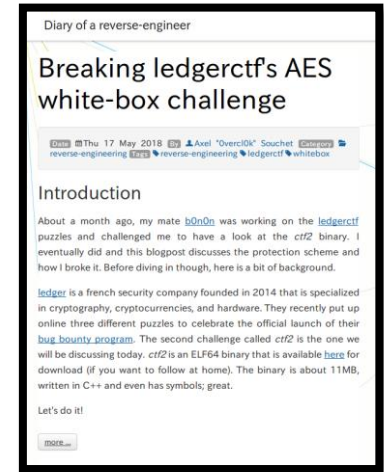 Diary of a reverse-engineer
Breaking ledgerctf's AES
white-box challenge
Date Thu 17 May 2018 By Axel "0vercl0k" Souchet Category
reverse-engineering Tags reverse-engineering ledgerctf whitebox
Introduction
About a month ago, my mate b0n0n was working on the ledgerctf
puzzles and challenged me to have a look at the ctf2 binary. I
eventually did and this blogpost discusses the protection scheme and
how I broke it. Before diving in though, here is a bit of background.
ledger is a french security company founded in 2014 that is specialized
in cryptography, cryptocurrencies, and hardware. They recently put up
online three different puzzles to celebrate the official launch of their
bug bounty program. The second challenge called ctf2 is the one we
will be discussing today. ctf2 is an ELF64 binary that is available here for
download (if you want to follow at home). The binary is about 11MB,
written in C++ and even has symbols; great.
Let's do it!
more ...